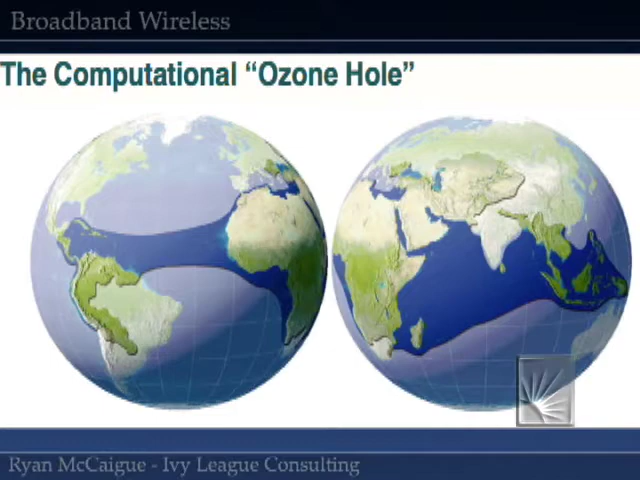 Broadband Wireless
The Computational “Ozone Hole”
Ryan McCaigue - Ivy League Consulting